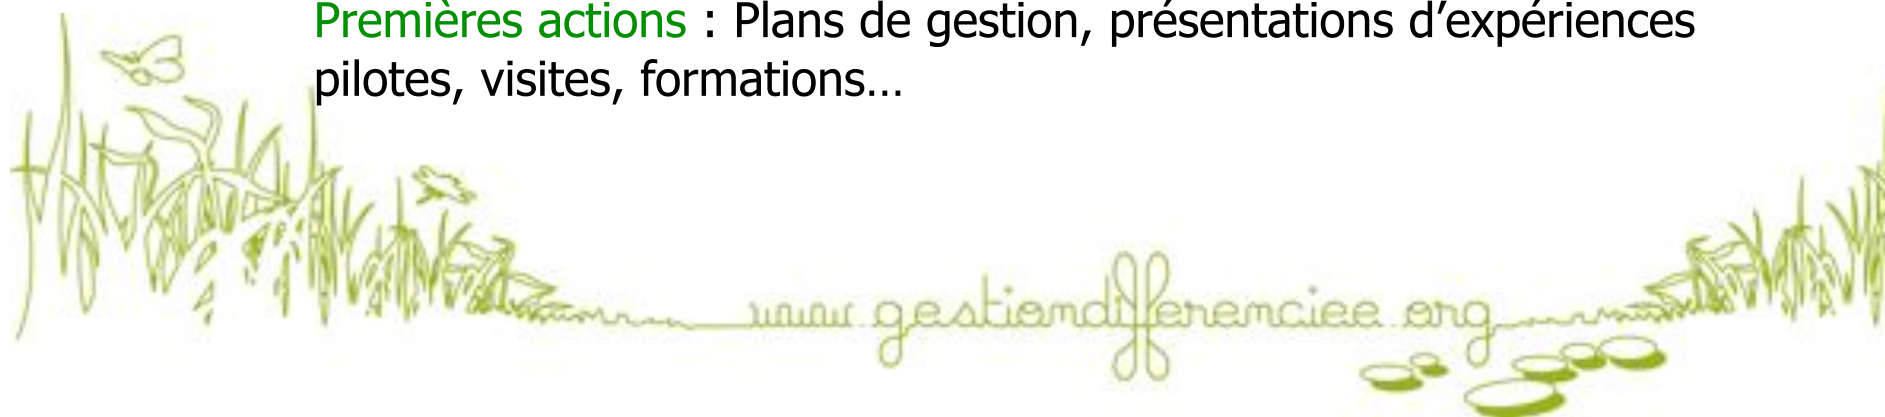 Premières actions : Plans de gestion, présentations d’expériences
pilotes, visites, formations…
www.gestiondifferenciee.org